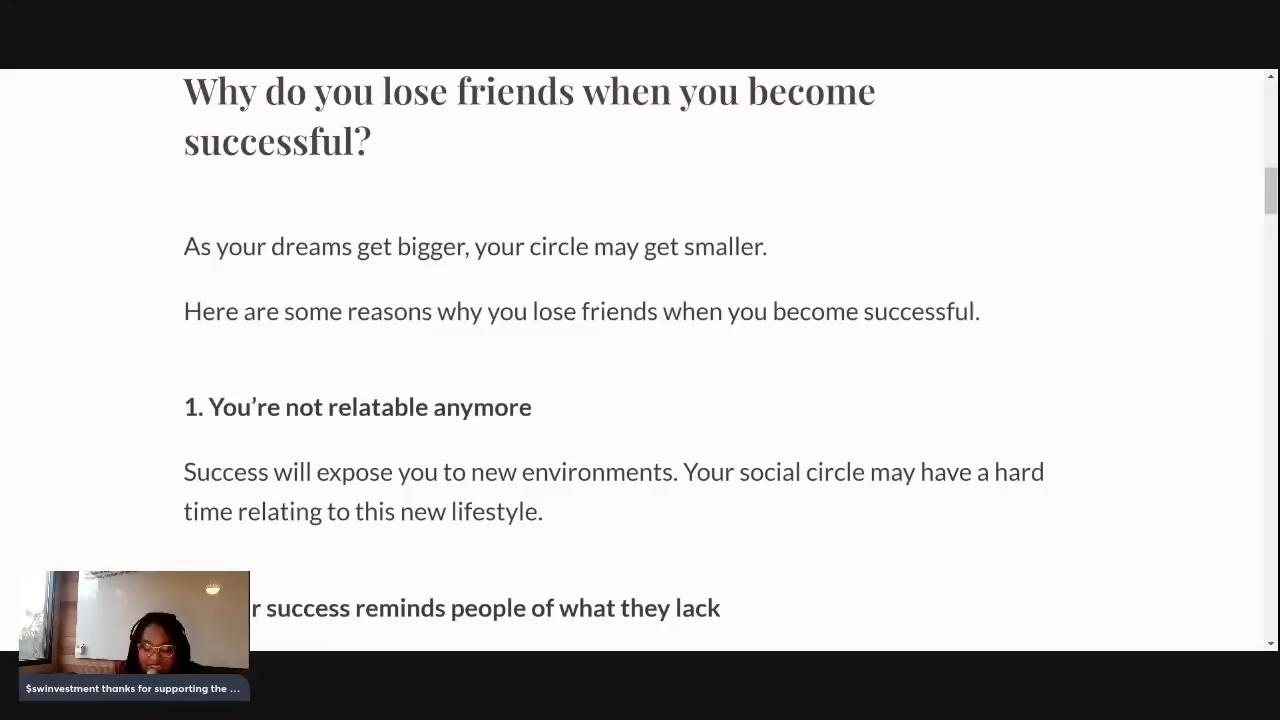 Why do you lose friends when you become
successful?
As your dreams get bigger, your circle may get smaller.
Here are some reasons why you lose friends when you become successful.
1. You’re not relatable anymore
Success will expose you to new environments. Your social circle may have a hard
time relating to this new lifestyle.
r success reminds people of what they lack
$swinvestment thanks for supporting the ...